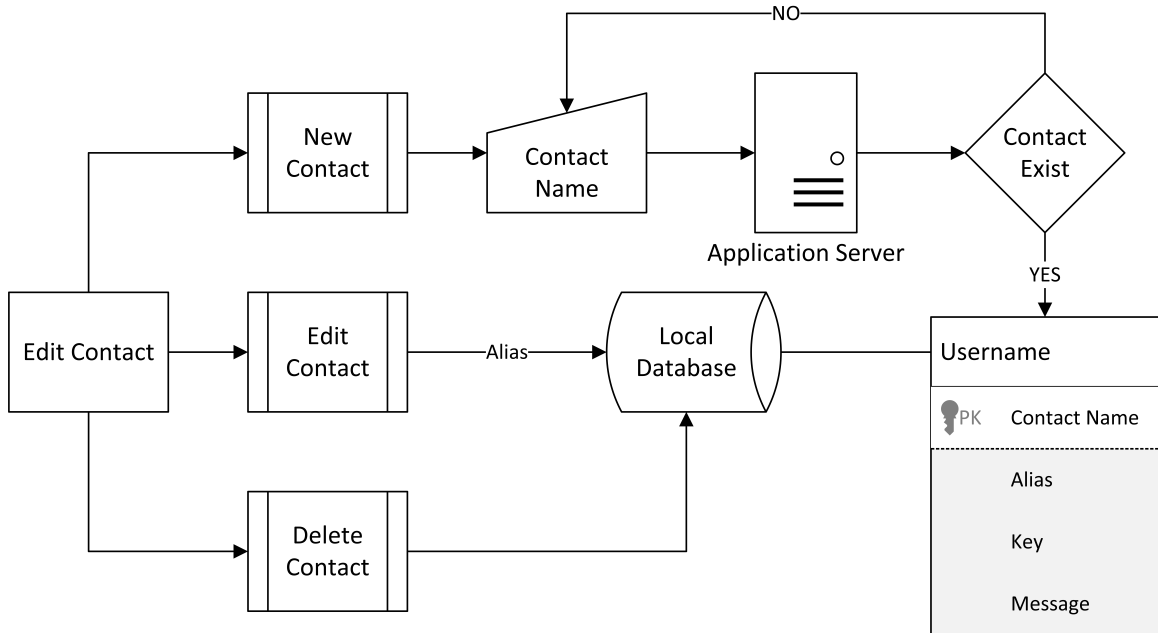 NO
New
Contact
Contact
Name
Contact
Exist
Application Server
YES
Edit Contact
Edit
Contact
Alias
Local
Database
Username
PK
Contact Name
Alias
Key
Message
Delete
Contact